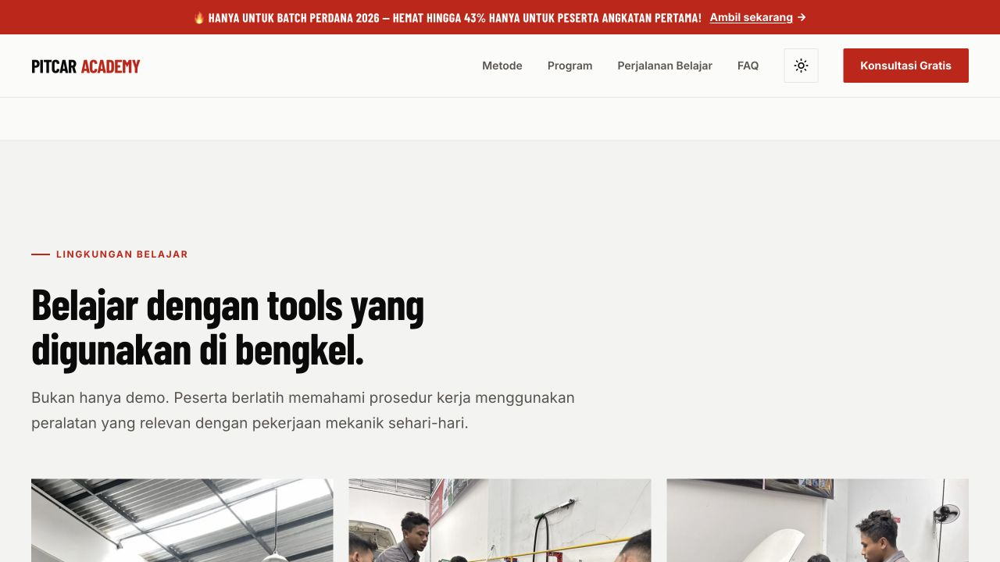 🔥 HANYA UNTUK BATCH PERDANA 2026 — HEMAT HINGGA 43% HANYA UNTUK PESERTA ANGKATAN PERTAMA! Ambil sekarang →
PITCAR ACADEMY
Metode Program Perjalanan Belajar FAQ Konsultasi Gratis
LINGKUNGAN BELAJAR
Belajar dengan tools yang
digunakan di bengkel.
Bukan hanya demo. Peserta berlatih memahami prosedur kerja menggunakan
peralatan yang relevan dengan pekerjaan mekanik sehari-hari.